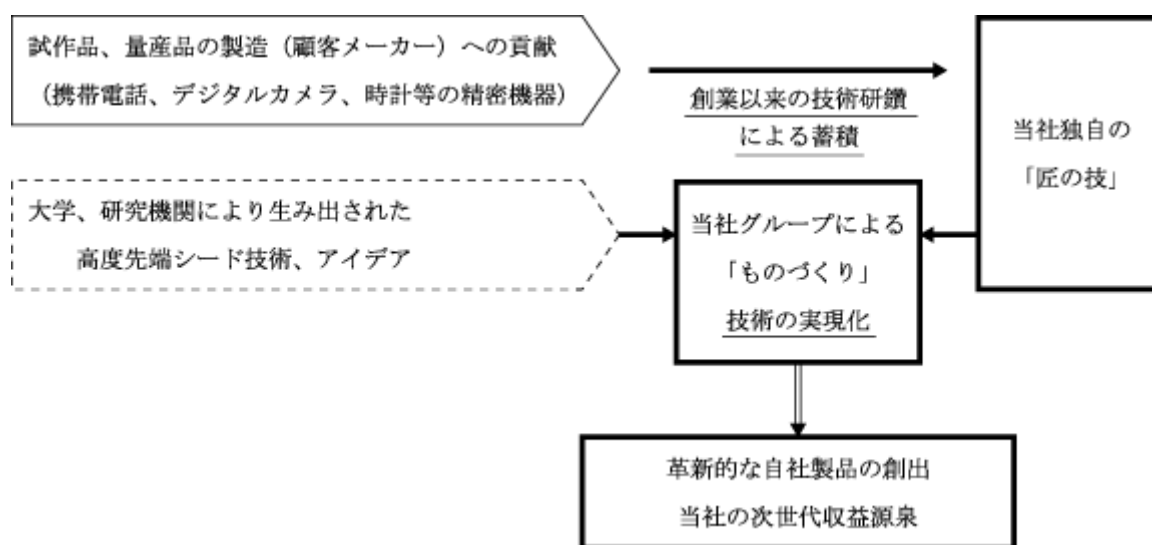 試作品、量産品の製造（顧客メーカー）への貢献
（携帯電話、デジタルカメラ、時計等の精密機器）
創業以来の技術研鑽
による蓄積
当社独自の
「匠の技」
大学、研究機関により生み出された
高度先端シード技術、アイデア
当社グループによる
「ものづくり」
技術の実現化
革新的な自社製品の創出
当社の次世代収益源泉